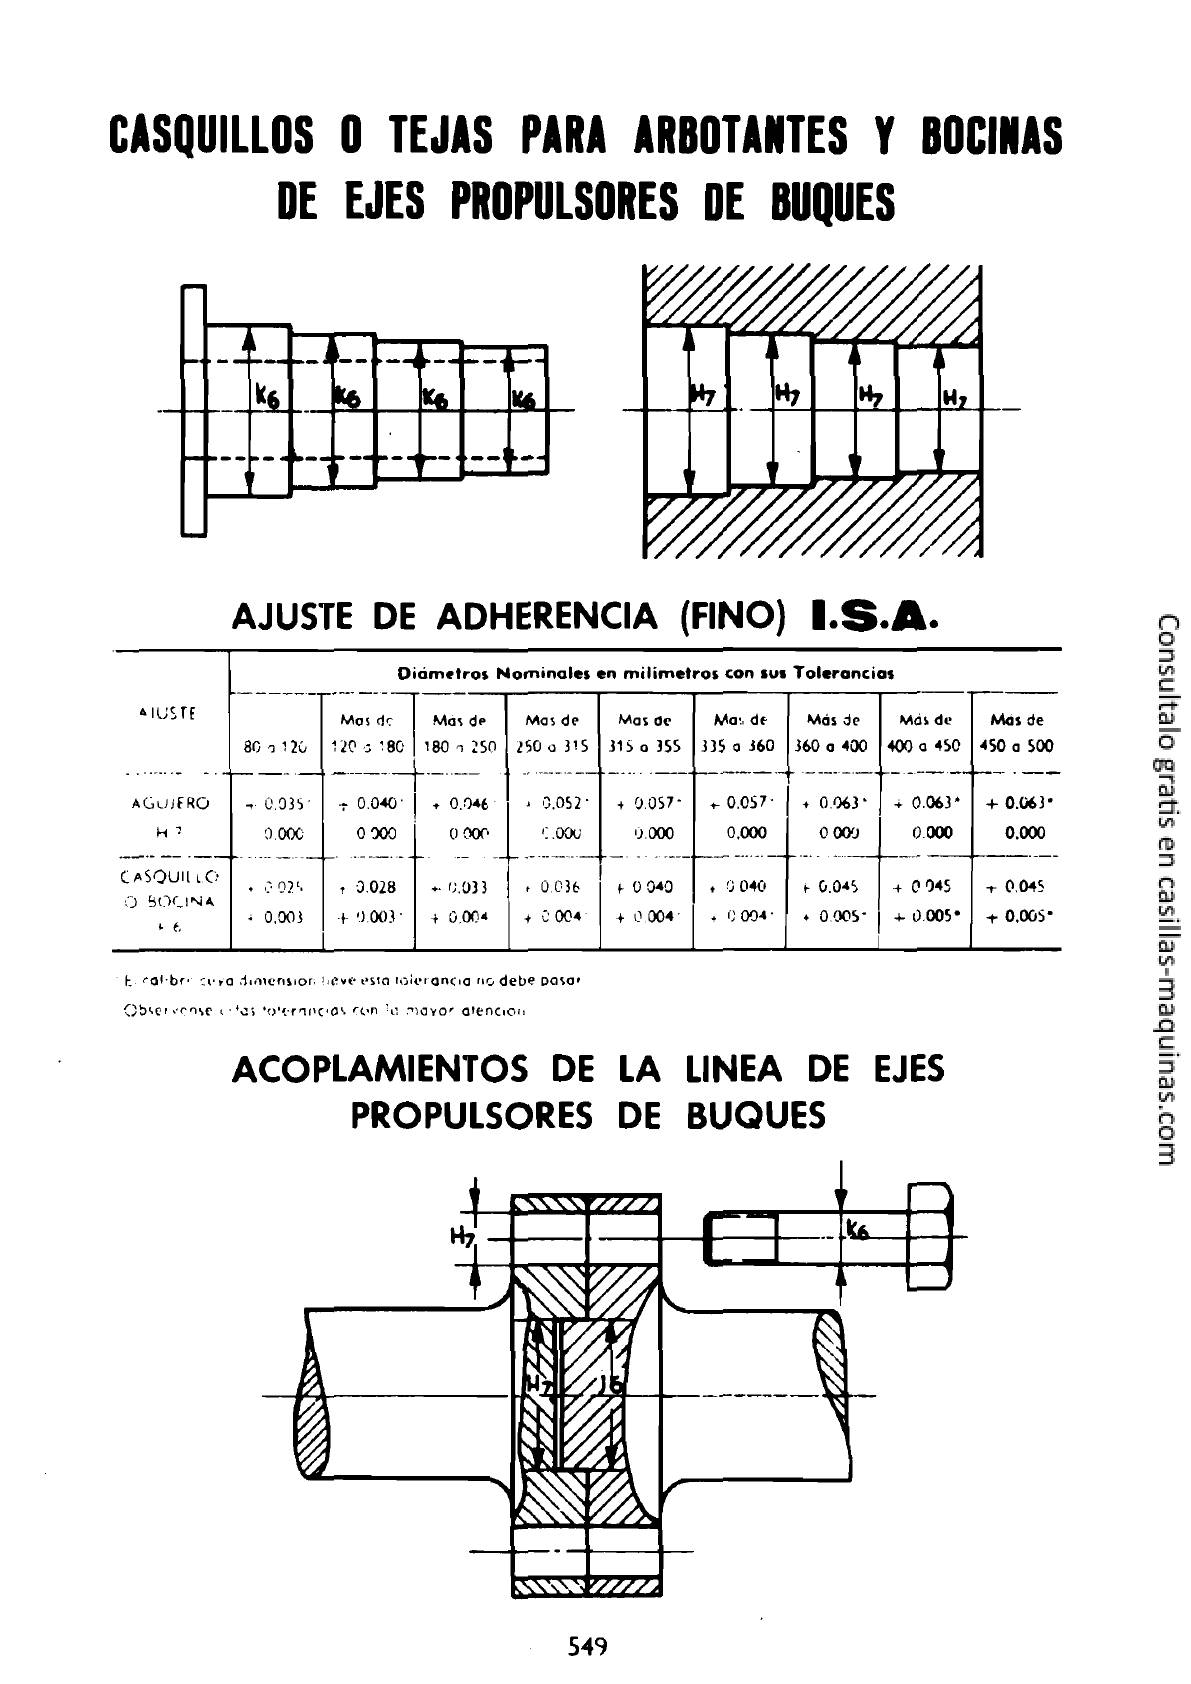 CASQUILLOS O TEJAS PARA ARBOTANTES Y BOCINAS
DE EJES PROPULSORES DE BUQUES
K6 K6 K6 K6
H7 H7 H7 H7
AJUSTE DE ADHERENCIA (FINO) I.S.A.
Diámetros Nominales en milimetros con sus Tolerancias
AJUSTE
80 a 120
Mas de 120 a 180
Mas de 180 a 250
Mas de 250 a 315
Mas de 315 a 355
Mas de 335 a 360
Más de 360 a 400
Más de 400 a 450
Mas de 450 a 500
AGUJERO H 7
+ 0.035* + 0.040* + 0.046 + 0.052* + 0.057* + 0.057* + 0.063* + 0.063* + 0.063*
0.000 0 000 0 000 0.000 0.000 0.000 0 000 0.000 0.000
CASQUILLO O BOCINA k 6
+ 0 025 + 0.028 + 0.033 + 0.036 + 0 040 + 0 040 + 0.045 + 0 045 + 0.045
+ 0.003 + 0.003* + 0.004 + 0 004 + 0 004* + 0 004* + 0.005* + 0.005* + 0.005*
El calibre cuya dimension lleve esta tolerancia no debe pasar
Observense estas tolerancias con la mayor atencion
ACOPLAMIENTOS DE LA LINEA DE EJES
PROPULSORES DE BUQUES
H7
K6
H7 J6
549
Consultalo gratis en casillas-maquinas.com